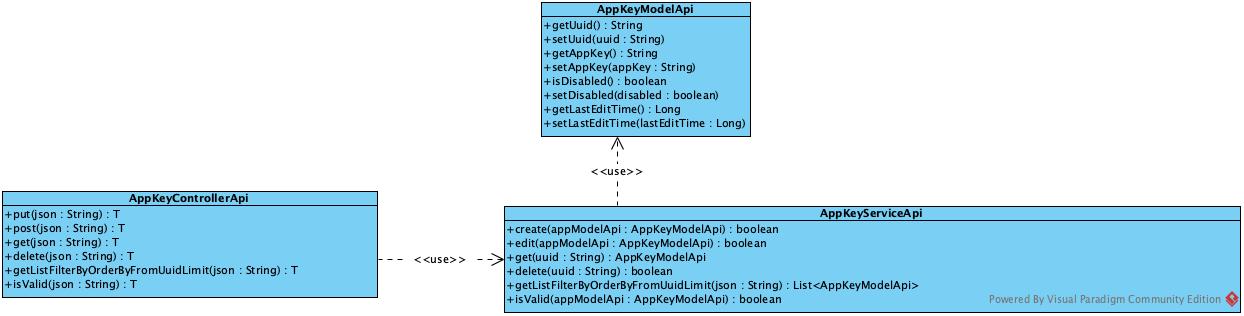 AppKeyModelApi
+getUuid() : String
+setUuid(uuid : String)
+getAppKey() : String
+setAppKey(appKey : String)
+isDisabled() : boolean
+setDisabled(disabled : boolean)
+getLastEditTime() : Long
+setLastEditTime(lastEditTime : Long)
<<use>>
AppKeyControllerApi
+put(json : String) : T
+post(json : String) : T
+get(json : String) : T
+delete(json : String) : T
+getListFilterByOrderByFromUuidLimit(json : String) : T
+isValid(json : String) : T
<<use>>
AppKeyServiceApi
+create(appModelApi : AppKeyModelApi) : boolean
+edit(appModelApi : AppKeyModelApi) : boolean
+get(uuid : String) : AppKeyModelApi
+delete(uuid : String) : boolean
+getListFilterByOrderByFromUuidLimit(json : String) : List<AppKeyModelApi>
+isValid(appModelApi : AppKeyModelApi) : boolean
Powered By Visual Paradigm Community Edition